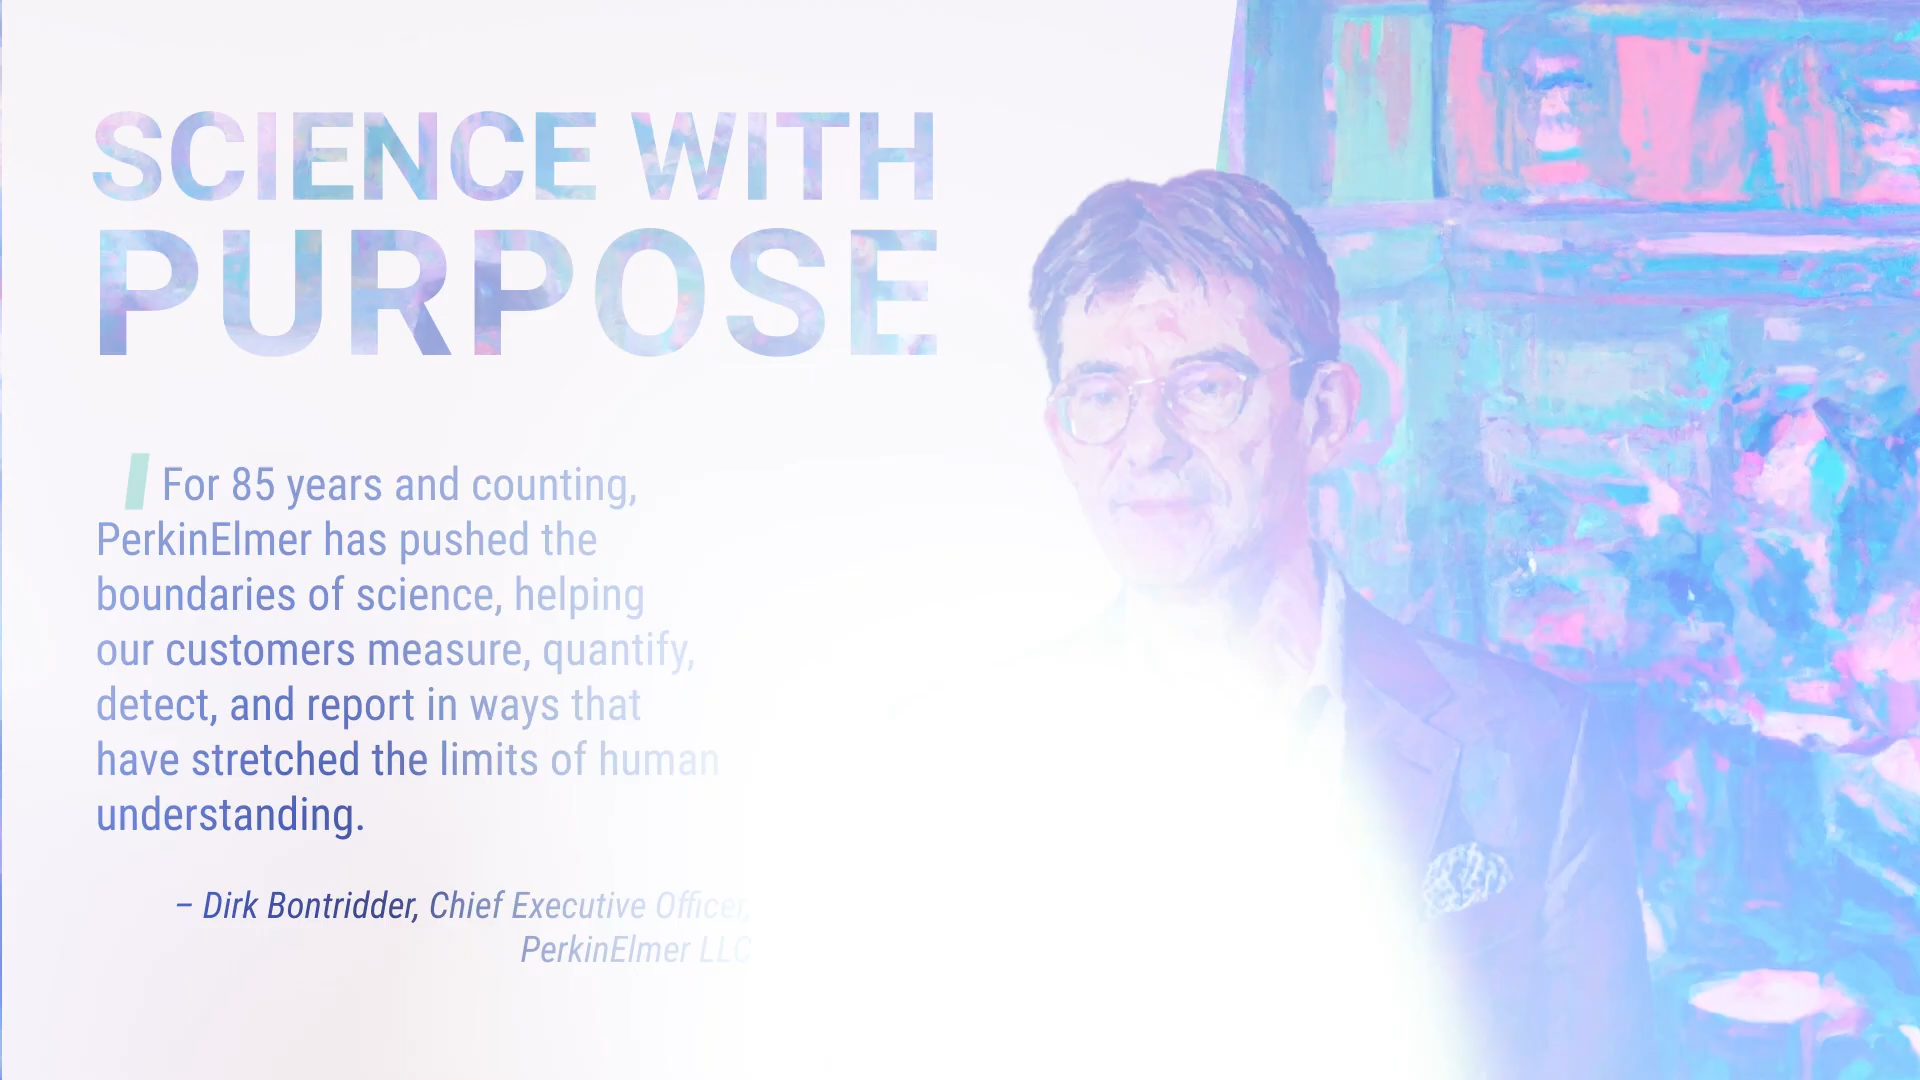 SCIENCE WITH
PURPOSE
For 85 years and counting,
PerkinElmer has pushed the
boundaries of science, helping
our customers measure, quantify,
detect, and report in ways that
have stretched the limits of human
understanding.
– Dirk Bontridder, Chief Executive Officer,
PerkinElmer LLC